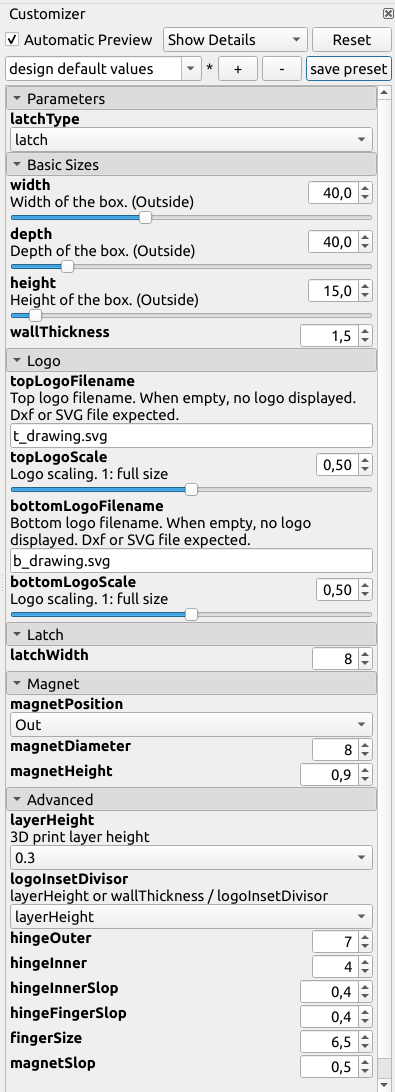 Customizer
Automatic Preview Show Details Reset
design default values * + - save preset
Parameters
latchType
latch
Basic Sizes
width
Width of the box. (Outside) 40,0
depth
Depth of the box. (Outside) 40,0
height
Height of the box. (Outside) 15,0
wallThickness 1,5
Logo
topLogoFilename
Top logo filename. When empty, no logo displayed.
Dxf or SVG file expected.
t_drawing.svg
topLogoScale
Logo scaling. 1: full size 0,50
bottomLogoFilename
Bottom logo filename. When empty, no logo
displayed. Dxf or SVG file expected.
b_drawing.svg
bottomLogoScale
Logo scaling. 1: full size 0,50
Latch
latchWidth 8
Magnet
magnetPosition
Out
magnetDiameter 8
magnetHeight 0,9
Advanced
layerHeight
3D print layer height
0.3
logoInsetDivisor
layerHeight or wallThickness / logoInsetDivisor
layerHeight
hingeOuter 7
hingeInner 4
hingeInnerSlop 0,4
hingeFingerSlop 0,4
fingerSize 6,5
magnetSlop 0,5